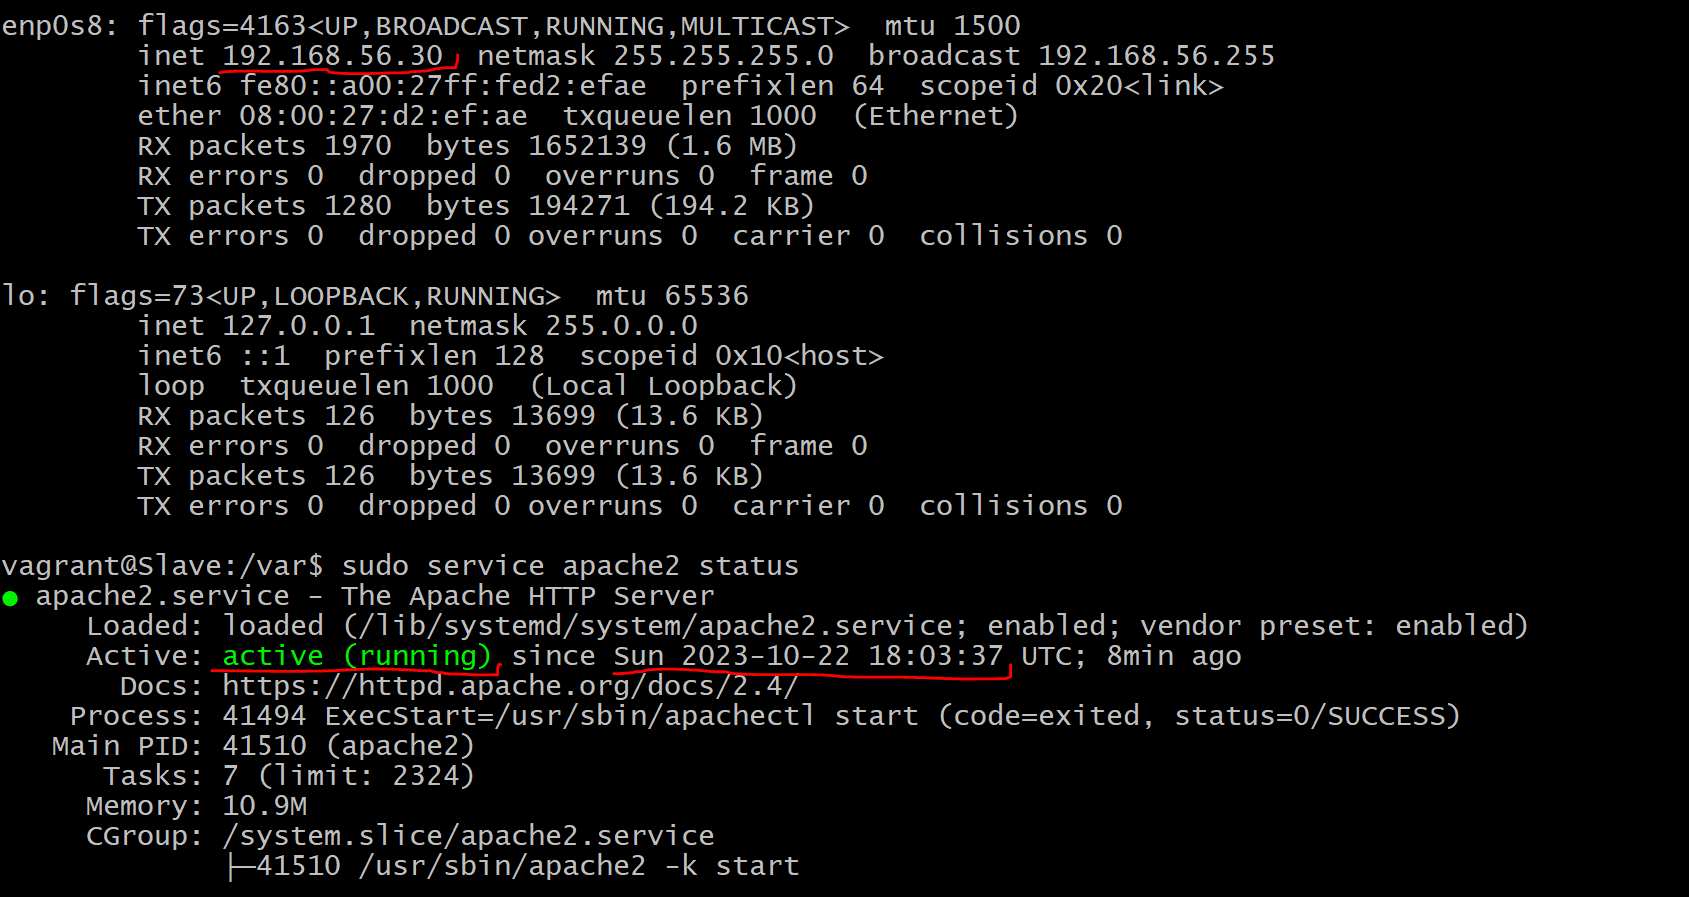 enp0s8: flags=4163<UP,BROADCAST,RUNNING,MULTICAST>  mtu 1500
        inet 192.168.56.30  netmask 255.255.255.0  broadcast 192.168.56.255
        inet6 fe80::a00:27ff:fed2:efae  prefixlen 64  scopeid 0x20<link>
        ether 08:00:27:d2:ef:ae  txqueuelen 1000  (Ethernet)
        RX packets 1970  bytes 1652139 (1.6 MB)
        RX errors 0  dropped 0  overruns 0  frame 0
        TX packets 1280  bytes 194271 (194.2 KB)
        TX errors 0  dropped 0 overruns 0  carrier 0  collisions 0

lo: flags=73<UP,LOOPBACK,RUNNING>  mtu 65536
        inet 127.0.0.1  netmask 255.0.0.0
        inet6 ::1  prefixlen 128  scopeid 0x10<host>
        loop  txqueuelen 1000  (Local Loopback)
        RX packets 126  bytes 13699 (13.6 KB)
        RX errors 0  dropped 0  overruns 0  frame 0
        TX packets 126  bytes 13699 (13.6 KB)
        TX errors 0  dropped 0 overruns 0  carrier 0  collisions 0

vagrant@Slave:/var$ sudo service apache2 status
● apache2.service - The Apache HTTP Server
     Loaded: loaded (/lib/systemd/system/apache2.service; enabled; vendor preset: enabled)
     Active: active (running) since Sun 2023-10-22 18:03:37 UTC; 8min ago
       Docs: https://httpd.apache.org/docs/2.4/
    Process: 41494 ExecStart=/usr/sbin/apachectl start (code=exited, status=0/SUCCESS)
   Main PID: 41510 (apache2)
      Tasks: 7 (limit: 2324)
     Memory: 10.9M
     CGroup: /system.slice/apache2.service
             ├─41510 /usr/sbin/apache2 -k start